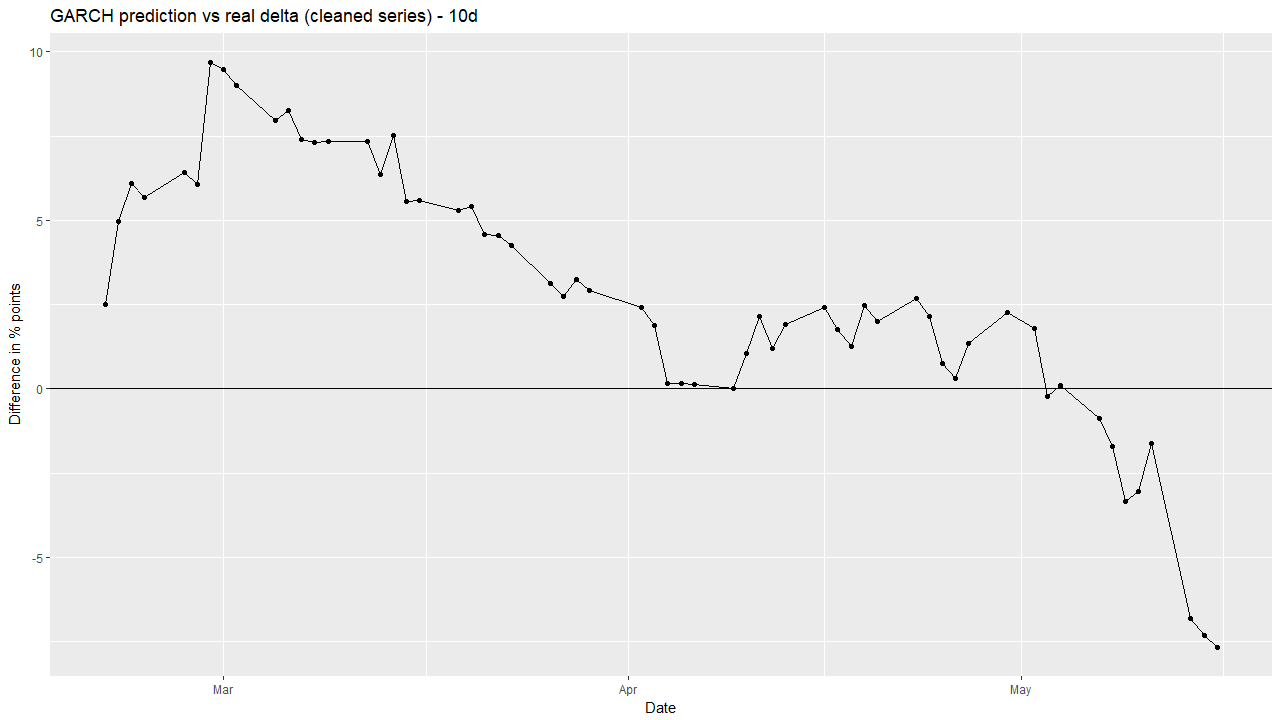 GARCH prediction vs real delta (cleaned series) - 10d
10
5
0
-5
Difference in % points
Mar
Apr
May
Date